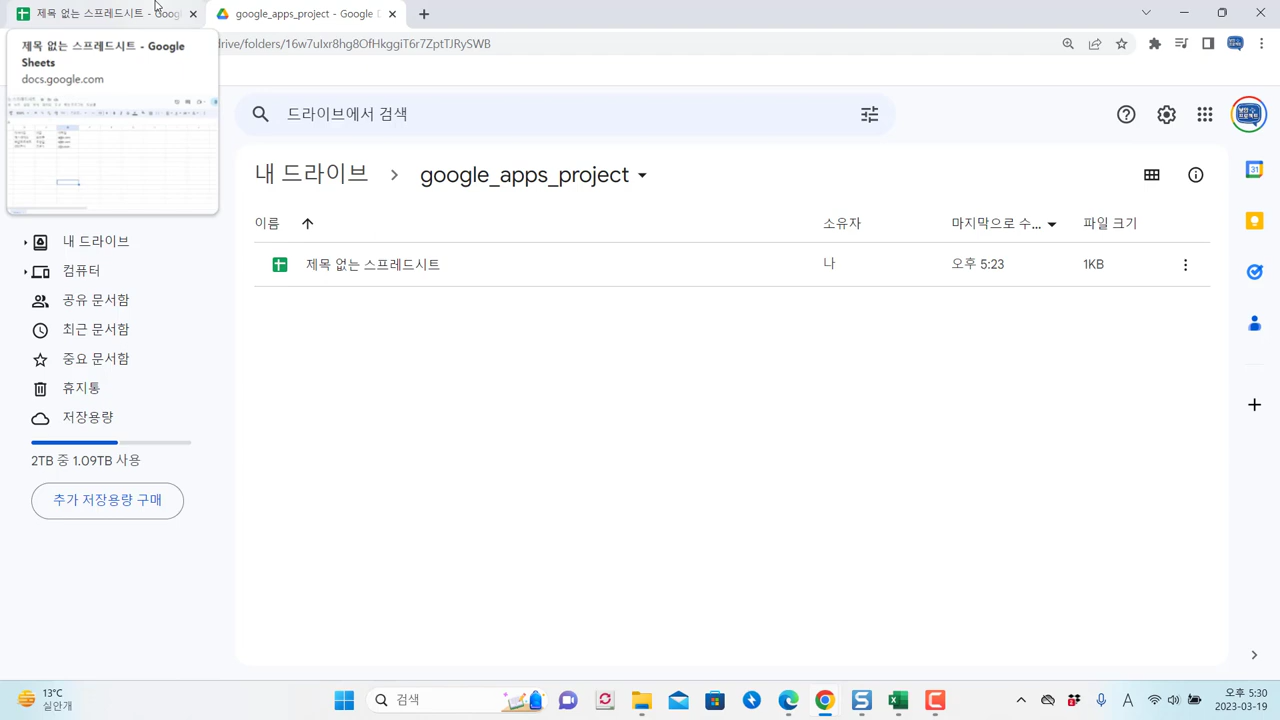 제목 없는 스프레드시트 - Goog
google_apps_project - Google D
제목 없는 스프레드시트 - Google
Sheets
docs.google.com
rive/folders/16w7ulxr8hg8OfHkggiT6r7ZptTJRySWB
드라이브에서 검색
내 드라이브
google_apps_project
이름
소유자
마지막으로 수...
파일 크기
제목 없는 스프레드시트
나
오후 5:23
1KB
내 드라이브
컴퓨터
공유 문서함
최근 문서함
중요 문서함
휴지통
저장용량
2TB 중 1.09TB 사용
추가 저장용량 구매
31
13°C
실안개
검색
A
오후 5:30
2023-03-19